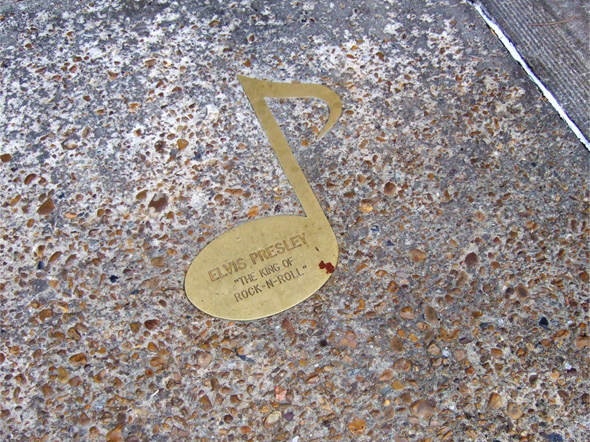 ELVIS PRESLEY
"THE KING OF
ROCK-N-ROLL"